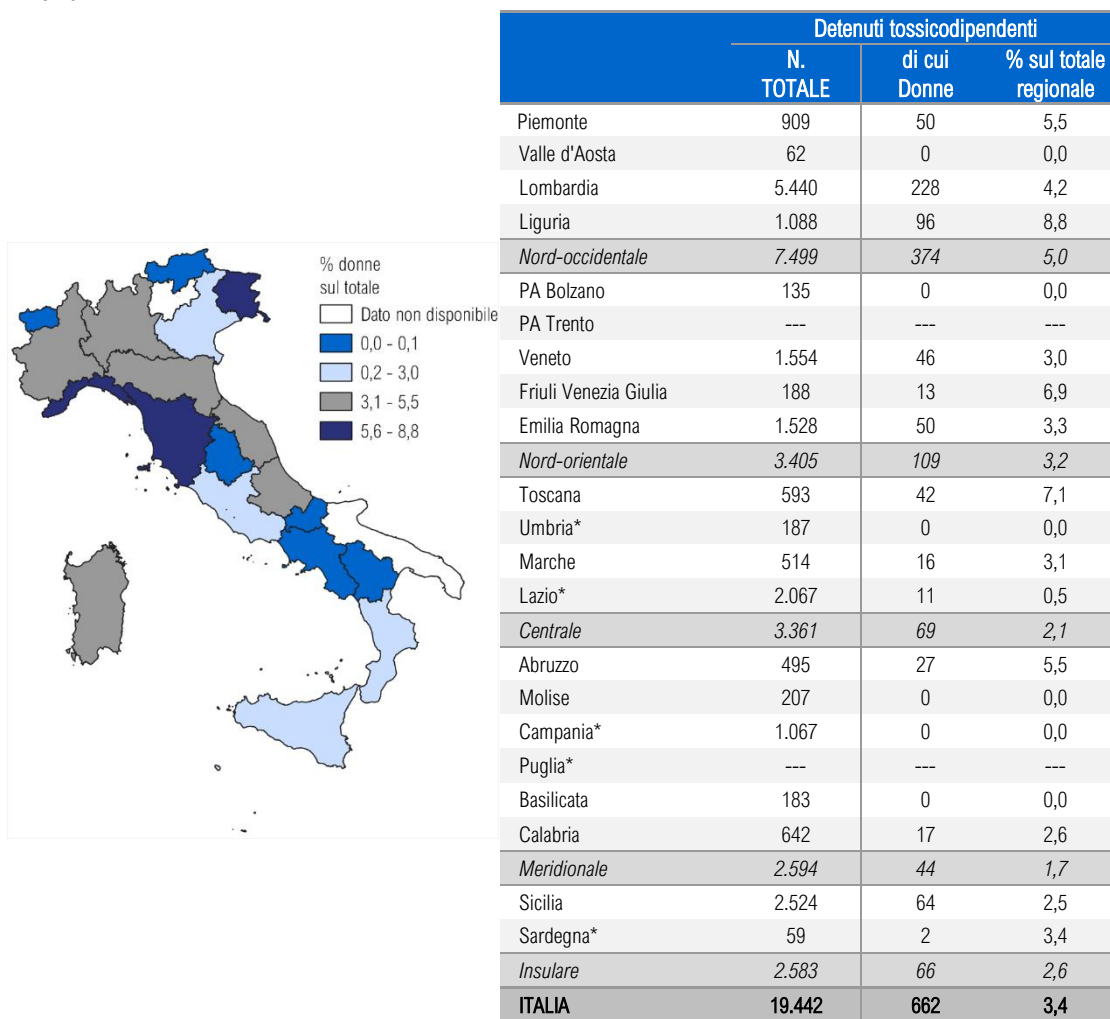 % donne
sul totale
Dato non disponibile
0,0 - 0,1
0,2 - 3,0
3,1 - 5,5
5,6 - 8,8
Detenuti tossicodipendenti
N. TOTALE di cui Donne % sul totale regionale
Piemonte 909 50 5,5
Valle d'Aosta 62 0 0,0
Lombardia 5.440 228 4,2
Liguria 1.088 96 8,8
Nord-occidentale 7.499 374 5,0
PA Bolzano 135 0 0,0
PA Trento --- --- ---
Veneto 1.554 46 3,0
Friuli Venezia Giulia 188 13 6,9
Emilia Romagna 1.528 50 3,3
Nord-orientale 3.405 109 3,2
Toscana 593 42 7,1
Umbria* 187 0 0,0
Marche 514 16 3,1
Lazio* 2.067 11 0,5
Centrale 3.361 69 2,1
Abruzzo 495 27 5,5
Molise 207 0 0,0
Campania* 1.067 0 0,0
Puglia* --- --- ---
Basilicata 183 0 0,0
Calabria 642 17 2,6
Meridionale 2.594 44 1,7
Sicilia 2.524 64 2,5
Sardegna* 59 2 3,4
Insulare 2.583 66 2,6
ITALIA 19.442 662 3,4